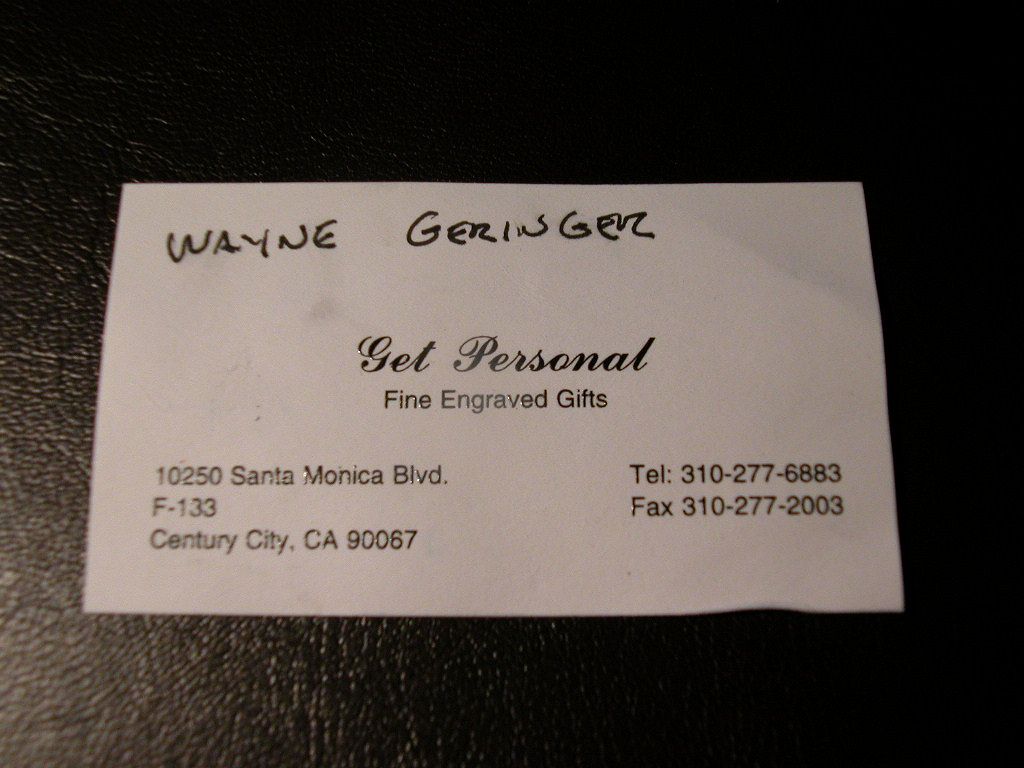 WAYNE GERINGER
Get Personal
Fine Engraved Gifts
10250 Santa Monica Blvd.
F-133
Century City, CA 90067
Tel: 310-277-6883
Fax 310-277-2003